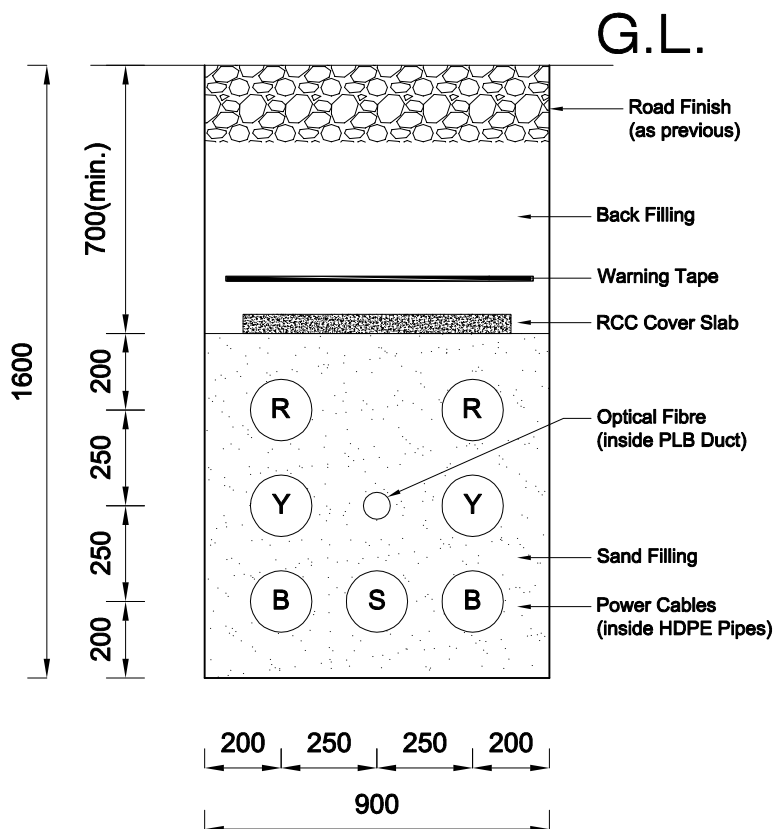 G.L.
Road Finish
(as previous)
Back Filling
Warning Tape
RCC Cover Slab
Optical Fibre
(inside PLB Duct)
Sand Filling
Power Cables
(inside HDPE Pipes)
1600
700(min.)
200
250
250
200
R R
Y Y
B S B
200 250 250 200
900